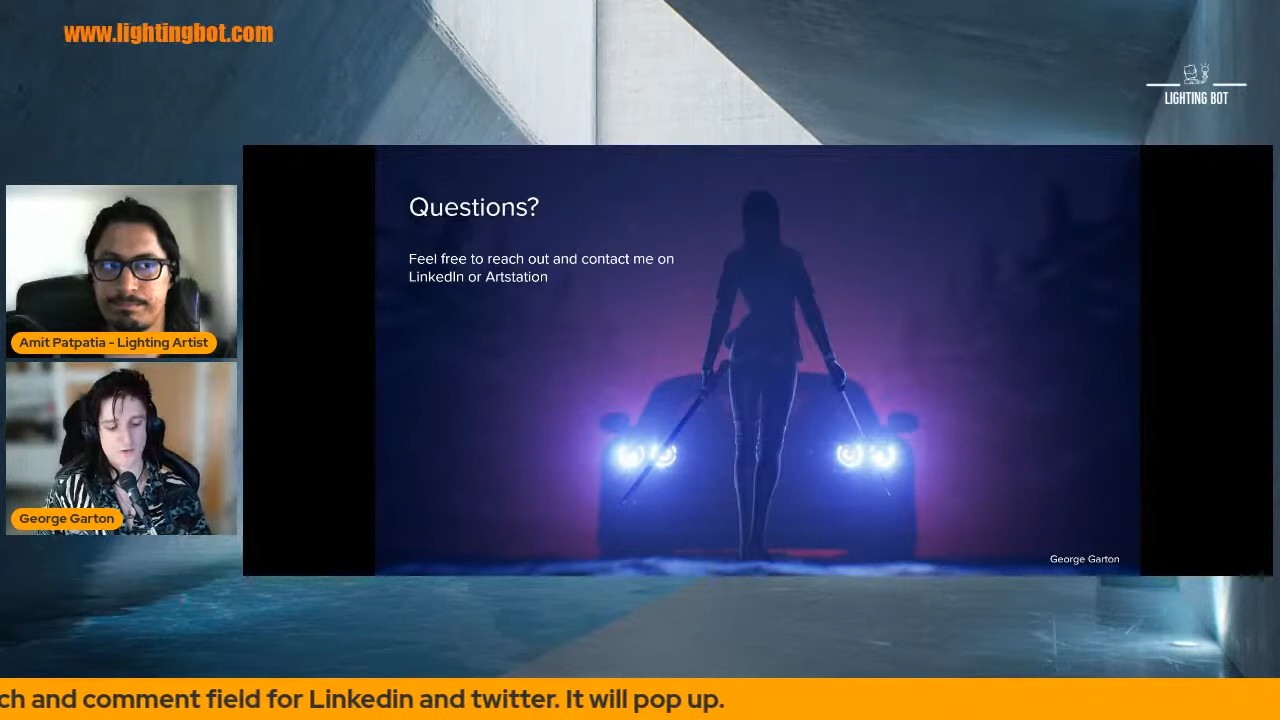 www.lightingbot.com
LIGHTING BOT
Questions?
Feel free to reach out and contact me on
LinkedIn or Artstation
Amit Patpatia - Lighting Artist
George Garton
George Garton
ch and comment field for Linkedin and twitter. It will pop up.